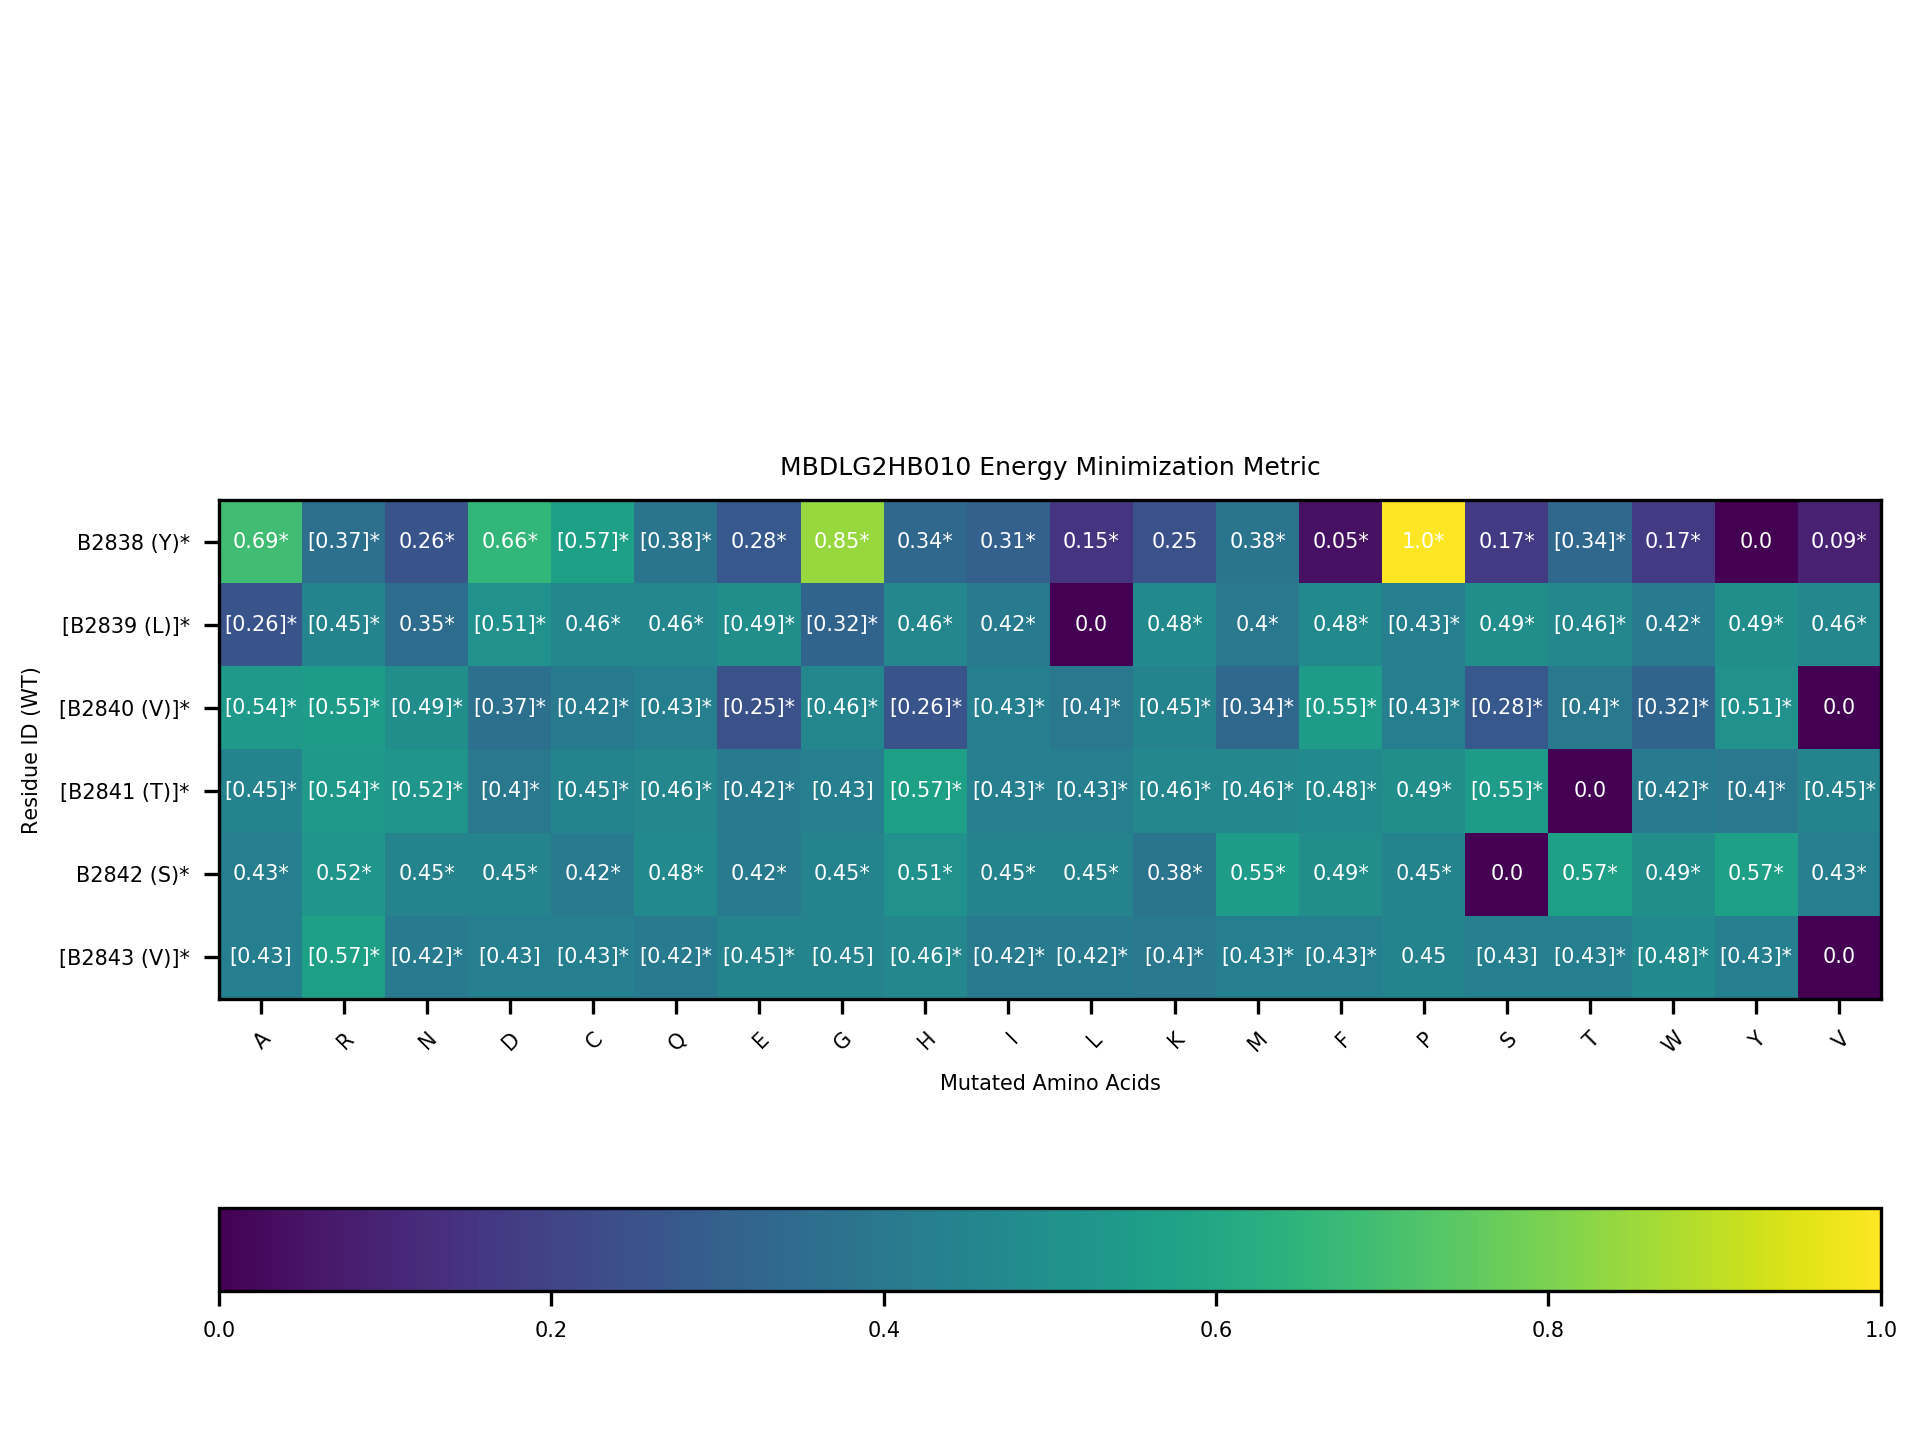 MBDLG2HB010 Energy Minimization Metric
Residue ID (WT)
B2838 (Y)* 0.69* [0.37]* 0.26* 0.66* [0.57]* [0.38]* 0.28* 0.85* 0.34* 0.31* 0.15* 0.25 0.38* 0.05* 1.0* 0.17* [0.34]* 0.17* 0.0 0.09*
[B2839 (L)]* [0.26]* [0.45]* 0.35* [0.51]* 0.46* 0.46* [0.49]* [0.32]* 0.46* 0.42* 0.0 0.48* 0.4* 0.48* [0.43]* 0.49* [0.46]* 0.42* 0.49* 0.46*
[B2840 (V)]* [0.54]* [0.55]* [0.49]* [0.37]* [0.42]* [0.43]* [0.25]* [0.46]* [0.26]* [0.43]* [0.4]* [0.45]* [0.34]* [0.55]* [0.43]* [0.28]* [0.4]* [0.32]* [0.51]* 0.0
[B2841 (T)]* [0.45]* [0.54]* [0.52]* [0.4]* [0.45]* [0.46]* [0.42]* [0.43] [0.57]* [0.43]* [0.43]* [0.46]* [0.46]* [0.48]* 0.49* [0.55]* 0.0 [0.42]* [0.4]* [0.45]*
B2842 (S)* 0.43* 0.52* 0.45* 0.45* 0.42* 0.48* 0.42* 0.45* 0.51* 0.45* 0.45* 0.38* 0.55* 0.49* 0.45* 0.0 0.57* 0.49* 0.57* 0.43*
[B2843 (V)]* [0.43] [0.57]* [0.42]* [0.43] [0.43]* [0.42]* [0.45]* [0.45] [0.46]* [0.42]* [0.42]* [0.4]* [0.43]* [0.43]* 0.45 [0.43] [0.43]* [0.48]* [0.43]* 0.0
A R N D C Q E G H I L K M F P S T W Y V
Mutated Amino Acids
0.0 0.2 0.4 0.6 0.8 1.0